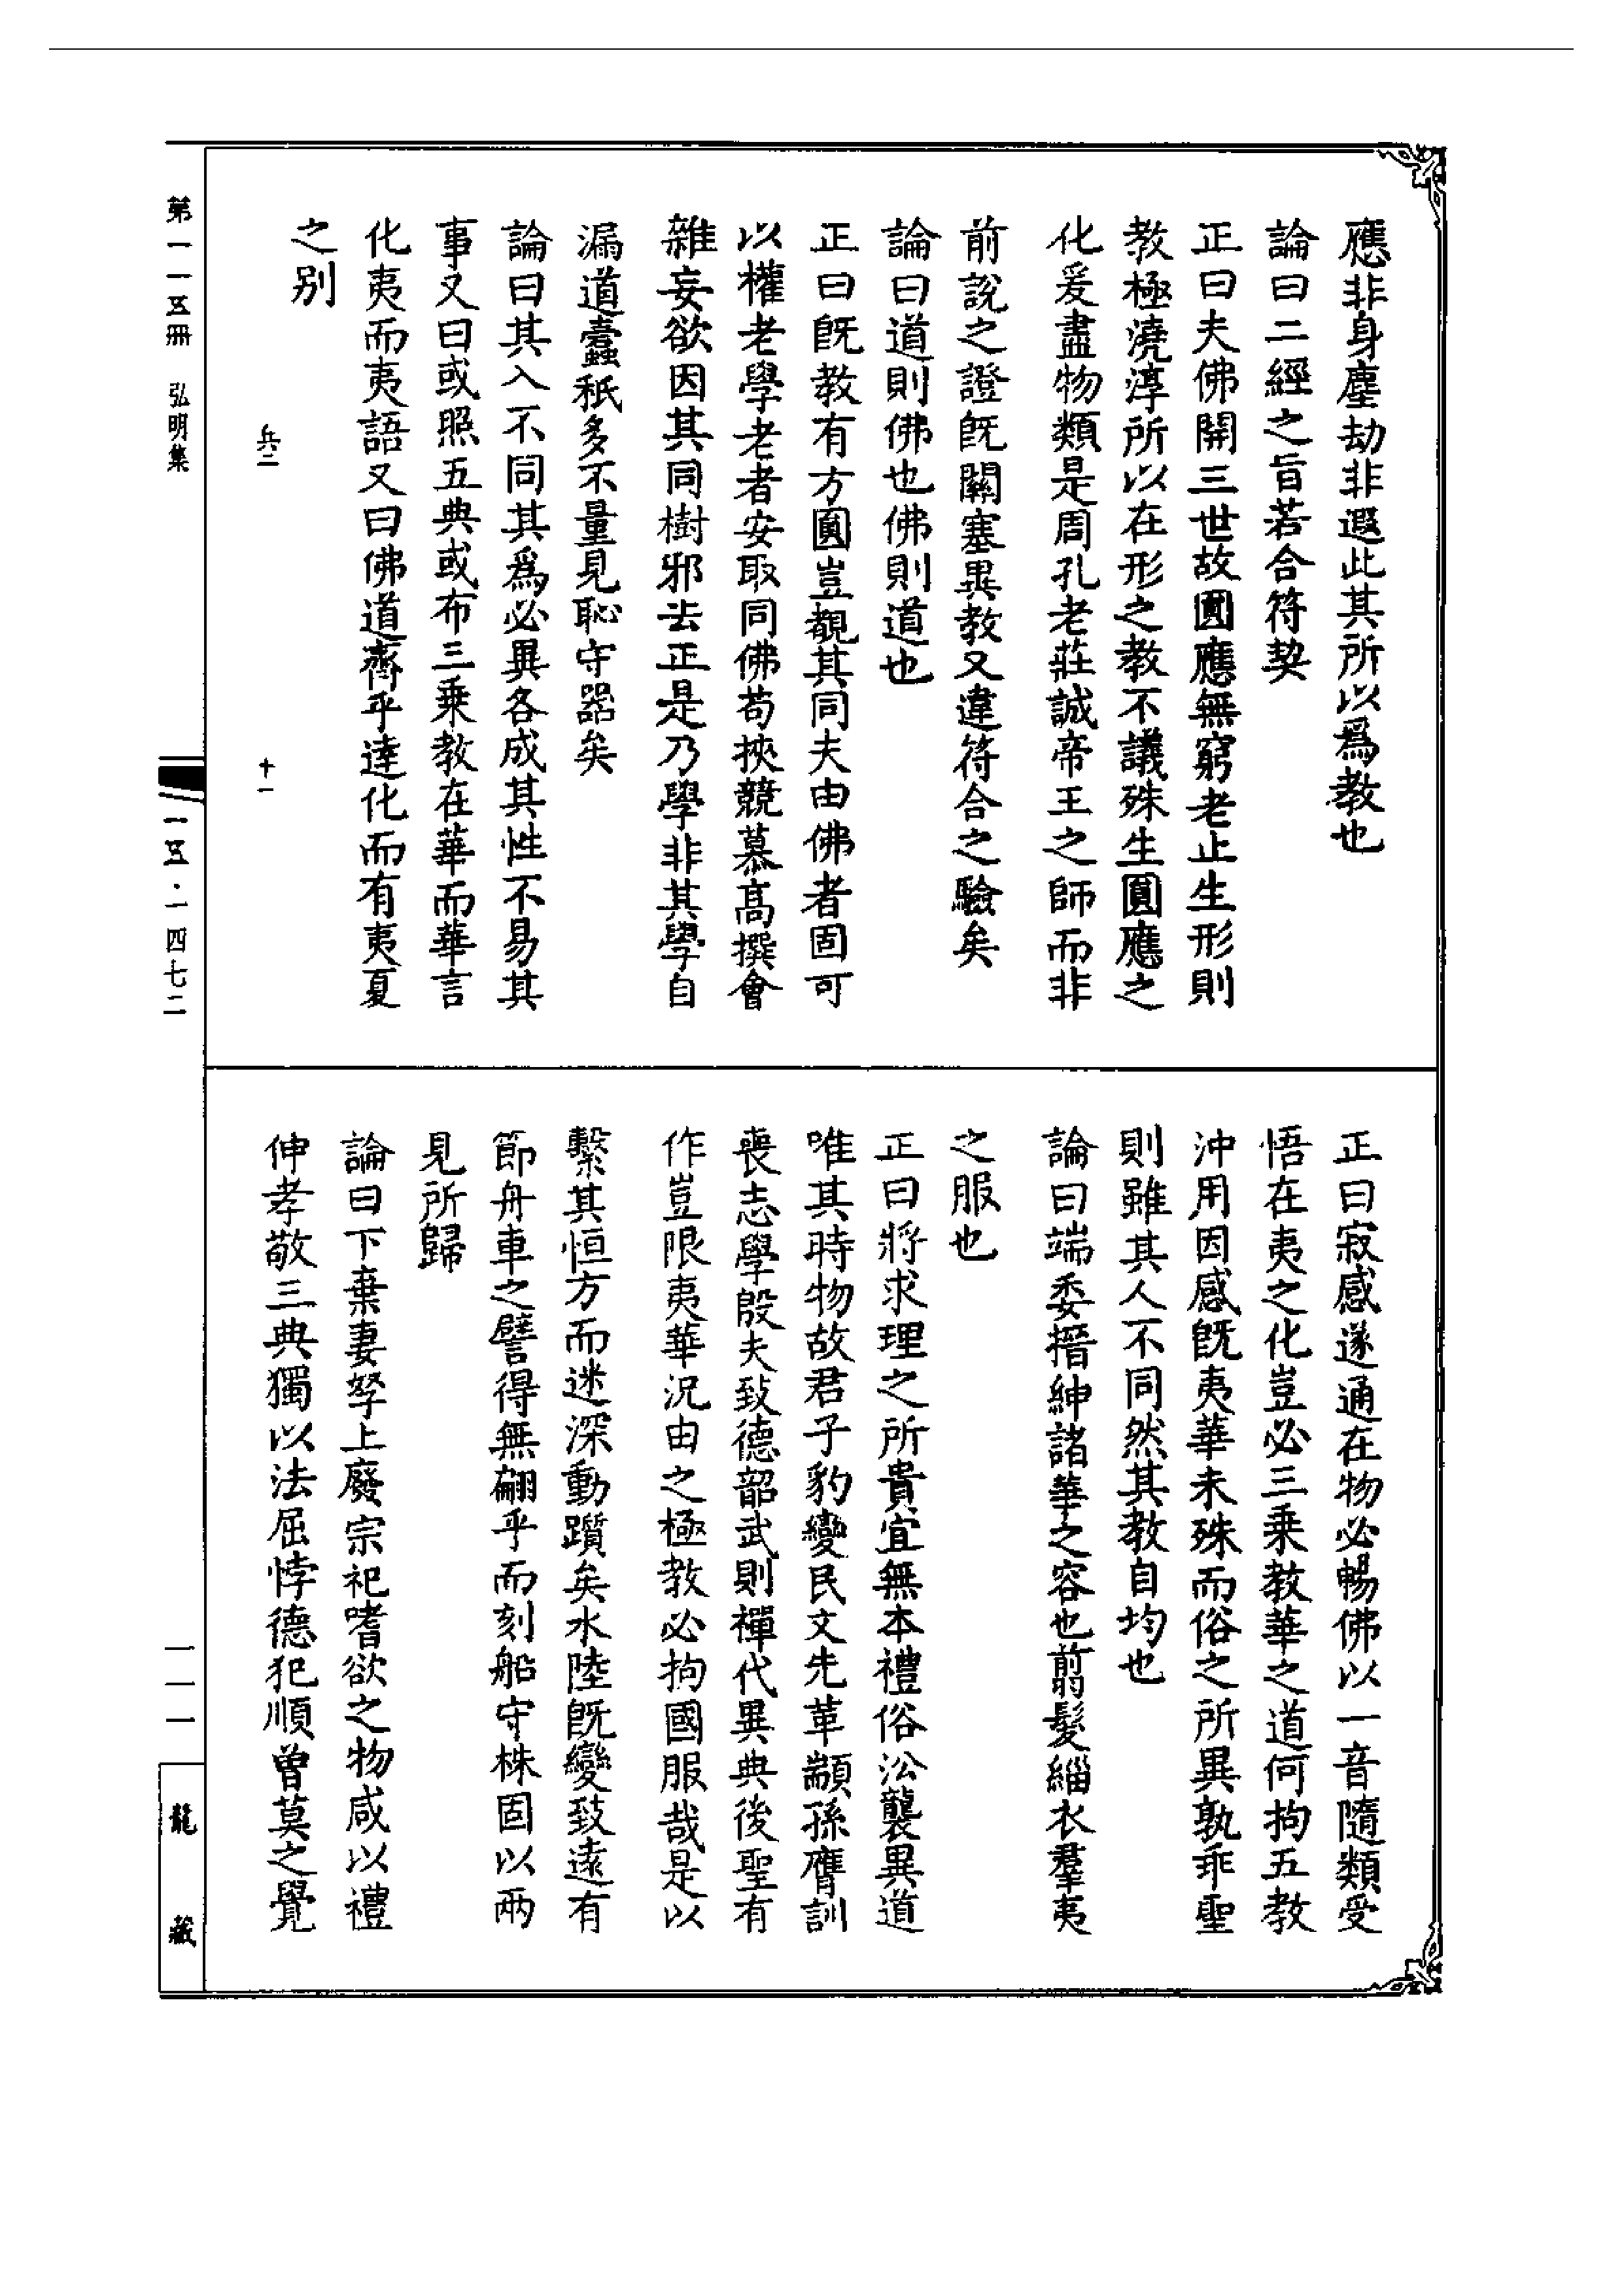 應非身塵劫非遐此其所以爲教也
論曰二經之旨若合符契
正曰夫佛開三世故圓應無窮老止生形則
教極澆淳所以在形之教不議殊生圓應之
化爰盡物類是周孔老莊誠帝王之師而非
前說之證旣關塞異教又違符合之驗矣
論曰道則佛也佛則道也
正曰旣教有方圓豈覩其同夫由佛者固可
以權老學老者安取同佛苟挾競慕高撰會
雜妄欲因其同樹邪去正是乃學非其學自
漏道蠹秖多不量見恥守器矣
論曰其入不同其爲必異各成其性不易其
事又曰或照五典或布三乘教在華而華言
化夷而夷語又曰佛道齊乎達化而有夷夏
之別
兵二
十一
正曰寂感遂通在物必暢佛以一音隨類受
悟在夷之化豈必三乘教華之道何拘五教
沖用因感旣夷華未殊而俗之所異孰乖聖
則雖其人不同然其教自均也
論曰端委搢紳諸華之容也翦髮緇衣羣夷
之服也
正曰將求理之所貴宜無本禮俗㳂襲異道
唯其時物故君子豹變民文先革顓孫膺訓
喪志學殷夫致德韶武則禪代異典後聖有
作豈限夷華況由之極教必拘國服哉是以
繫其恒方而迷深動躓矣水陸旣變致遠有
節舟車之譬得無翩乎而刻船守株固以兩
見所歸
論曰下棄妻孥上廢宗祀嗜欲之物咸以禮
伸孝敬三典獨以法屈悖德犯順曾莫之覺
第一一五冊　弘明集
一五·一四七二
一一一
龍藏